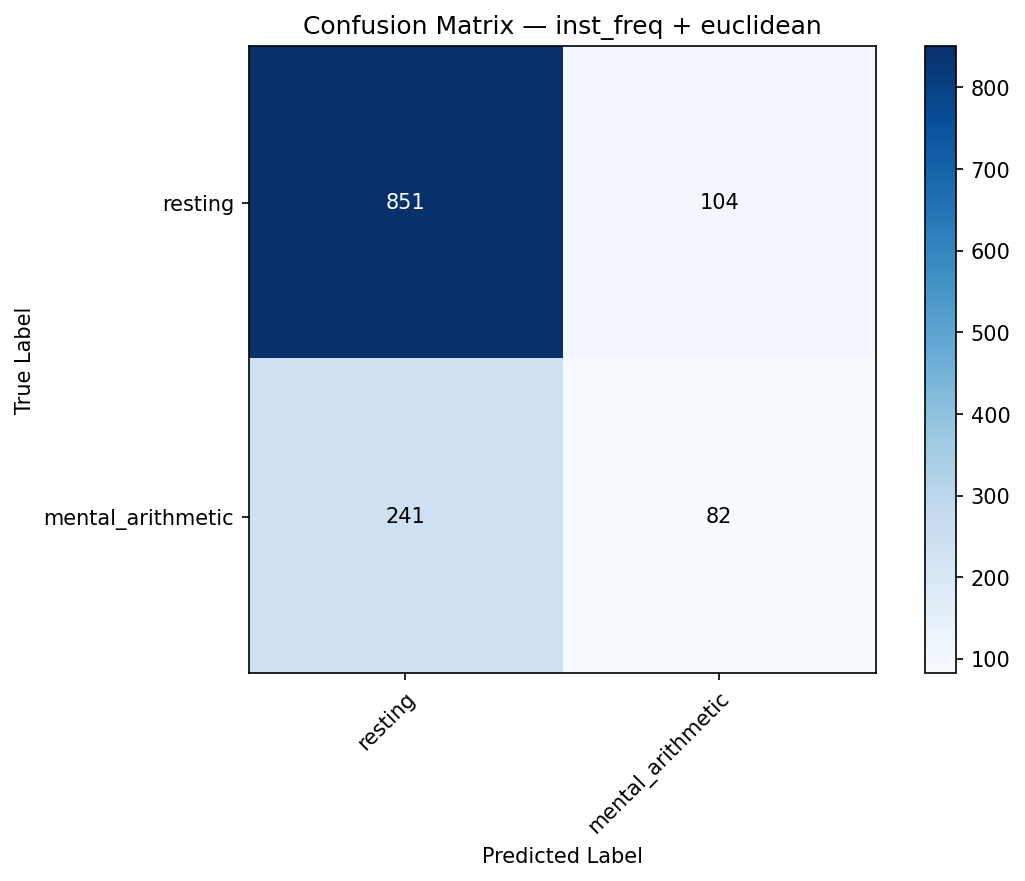 Confusion Matrix — inst_freq + euclidean
True Label
resting
mental_arithmetic
851
104
241
82
resting
mental_arithmetic
Predicted Label
800
700
600
500
400
300
200
100